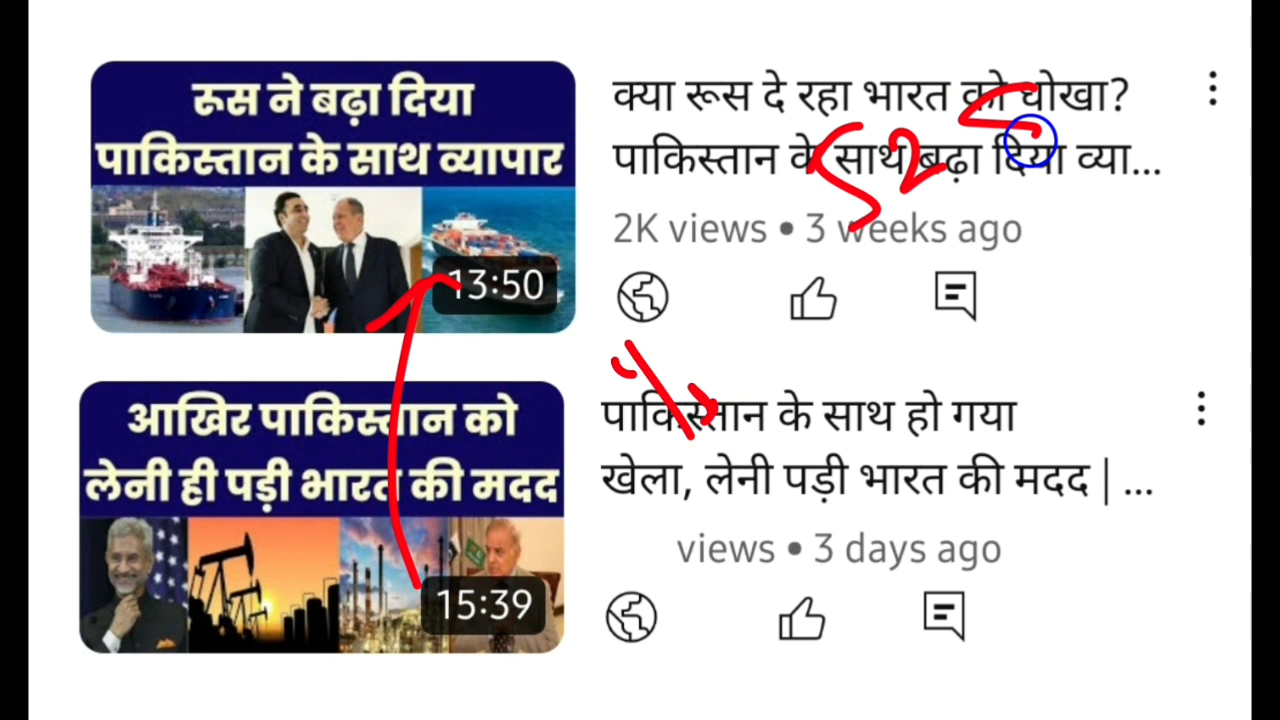 रूस ने बढ़ा दिया
पाकिस्तान के साथ व्यापार
13:50
क्या रूस दे रहा भारत को धोखा?
पाकिस्तान के साथ बढ़ा दिया व्या...
2K views • 3 weeks ago
आखिर पाकिस्तान को
लेनी ही पड़ी भारत की मदद
15:39
पाकिस्तान के साथ हो गया
खेला, लेनी पड़ी भारत की मदद | ...
views • 3 days ago